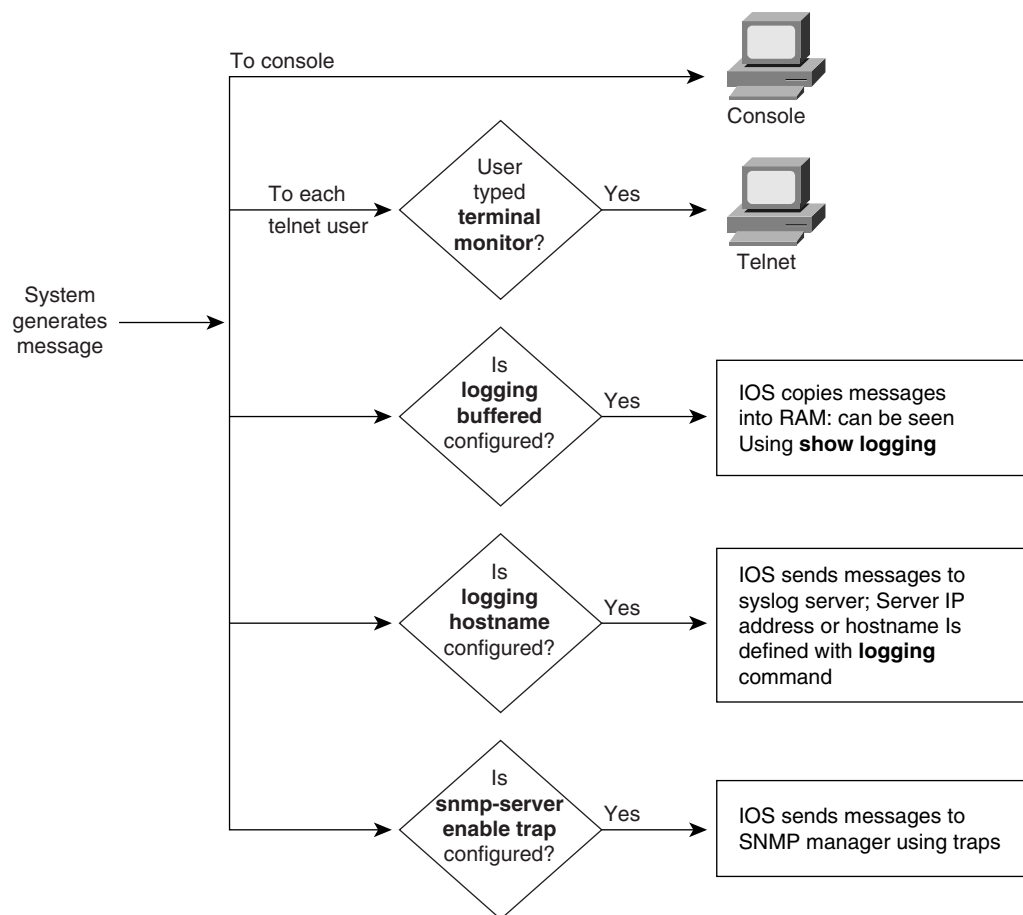 To console
Console
To each
telnet user
User
typed
terminal
monitor?
Yes
Telnet
System
generates
message
Is
logging
buffered
configured?
Yes
IOS copies messages
into RAM: can be seen
Using show logging
Is
logging
hostname
configured?
Yes
IOS sends messages to
syslog server; Server IP
address or hostname Is
defined with logging
command
Is
snmp-server
enable trap
configured?
Yes
IOS sends messages to
SNMP manager using traps